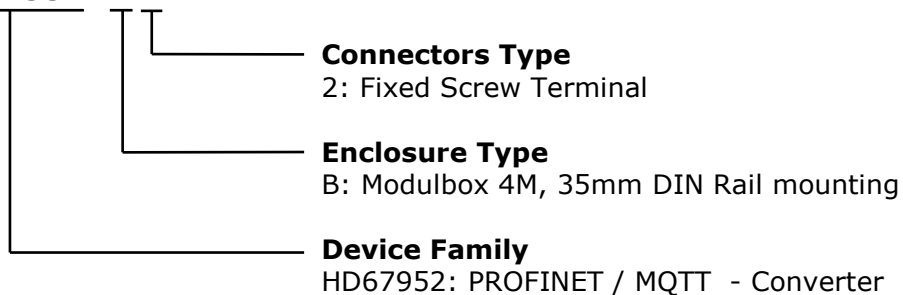 Connectors Type
2: Fixed Screw Terminal
Enclosure Type
B: Modulbox 4M, 35mm DIN Rail mounting
Device Family
HD67952: PROFINET / MQTT - Converter